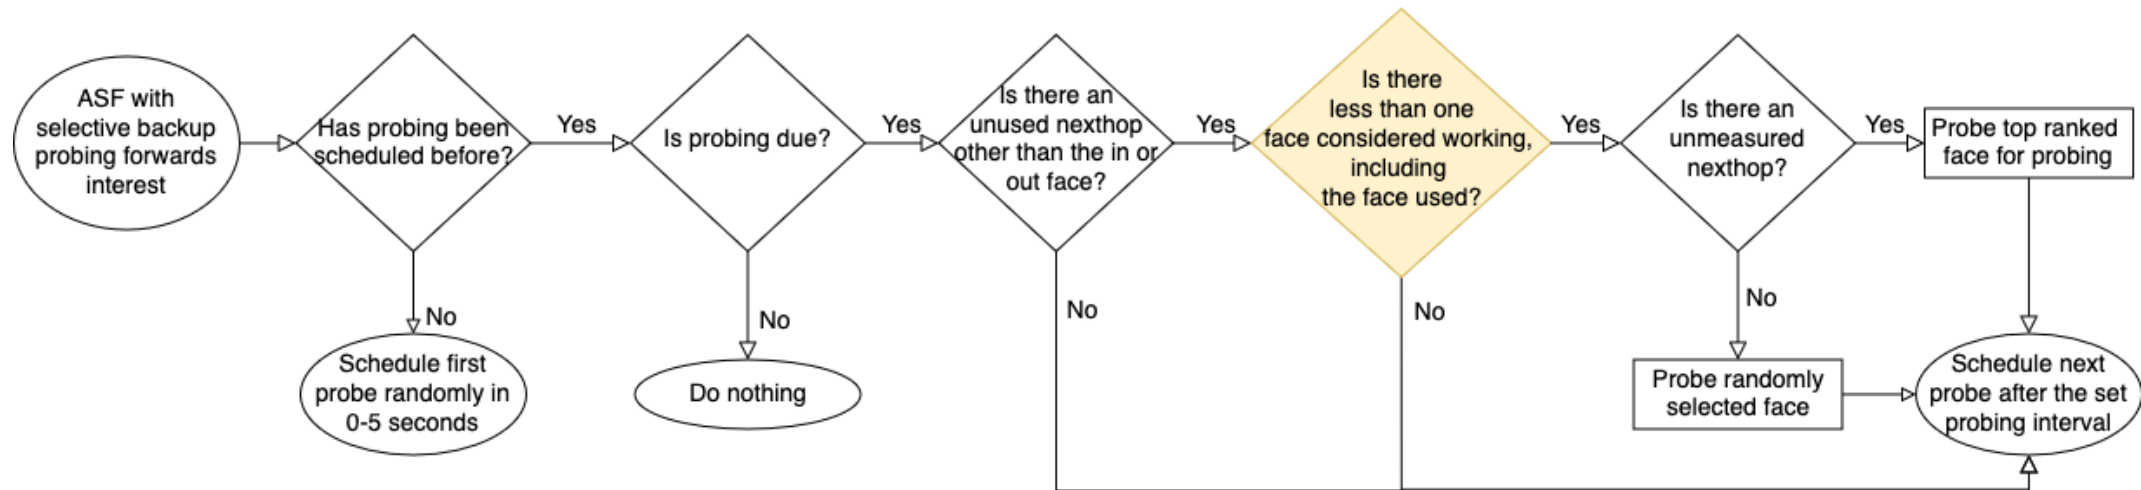 ASF with
selective backup
probing forwards
interest
Has probing been
scheduled before?
Yes
No
Schedule first
probe randomly in
0-5 seconds
Is probing due?
Yes
No
Do nothing
Is there an
unused nexthop
other than the in or
out face?
Yes
No
Is there
less than one
face considered working,
including
the face used?
Yes
No
Is there an
unmeasured
nexthop?
Yes
No
Probe top ranked
face for probing
Probe randomly
selected face
Schedule next
probe after the set
probing interval